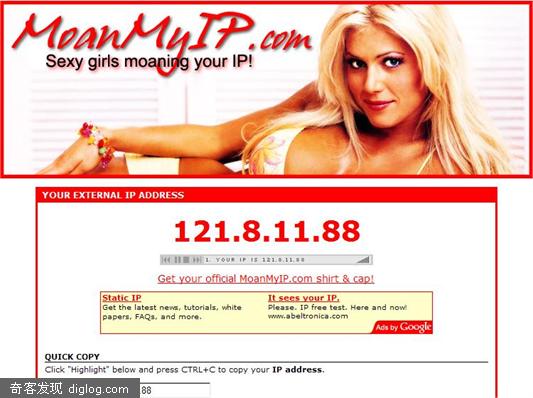 MoanMyIP.com
Sexy girls moaning your IP!
YOUR EXTERNAL IP ADDRESS
121.8.11.88
1. YOUR IP IS 121.8.11.88
Get your official MoanMyIP.com shirt & cap!
Static IP
Get the latest news, tutorials, white
papers, FAQs, and more.
It sees your IP.
Please. IP free test. Here and now!
www.abeltronica.com
Ads by Google
QUICK COPY
Click "Highlight" below and press CTRL+C to copy your IP address.
.88
奇客发现 diglog.com